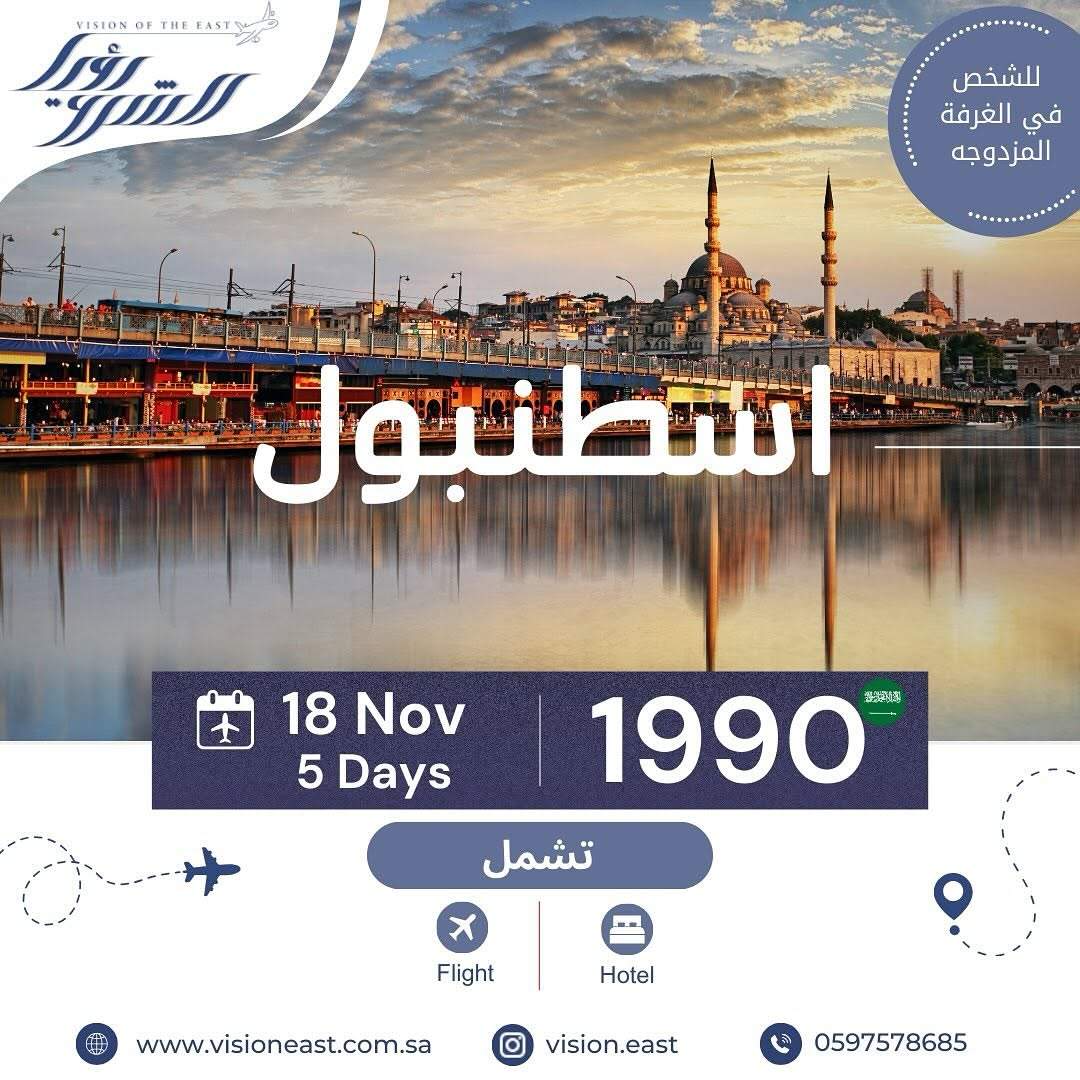 VISION OF THE EAST
رؤيا
الشرق
للشخص
في الغرفة
المزدوجه
اسطنبول
18 Nov
5 Days
1990
تشمل
Flight
Hotel
www.visioneast.com.sa
vision.east
0597578685